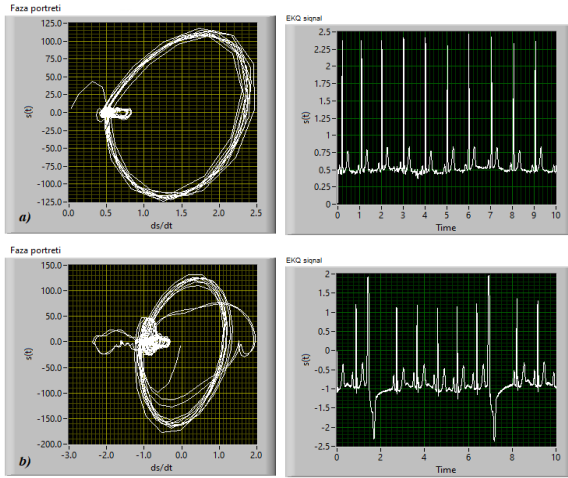 Faza portreti
125.0
100.0
75.0
50.0
25.0
0.0
-25.0
-50.0
-75.0
-100.0
-125.0
s(t)
a)
0.0 0.5 1.0 1.5 2.0 2.5
ds/dt
EKQ siqnal
2.5
2.25
2
1.75
1.5
1.25
1
0.75
0.5
0.25
0
s(t)
0 1 2 3 4 5 6 7 8 9 10
Time
Faza portreti
150.0
100.0
50.0
0.0
-50.0
-100.0
-150.0
-200.0
s(t)
b)
-3.0 -2.0 -1.0 0.0 1.0 2.0
ds/dt
EKQ siqnal
2
1.5
1
0.5
0
-0.5
-1
-1.5
-2
-2.5
s(t)
0 1 2 3 4 5 6 7 8 9 10
Time